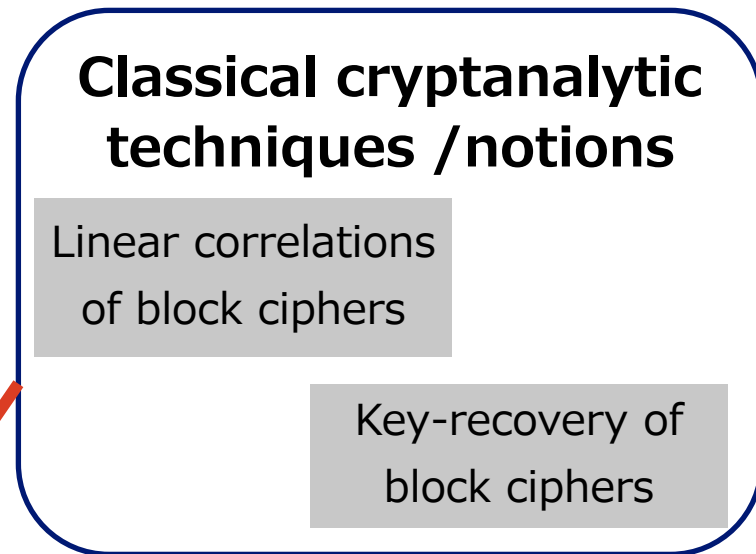 Classical cryptanalytic
techniques /notions
Linear correlations
of block ciphers
Key-recovery of
block ciphers